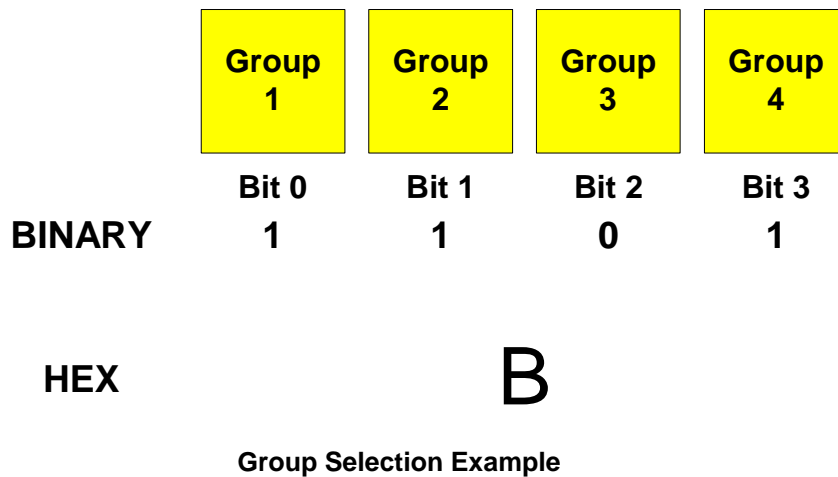 Group Group Group Group
1 2 3 4
Bit 0 Bit 1 Bit 2 Bit 3
BINARY 1 1 0 1
HEX B
Group Selection Example